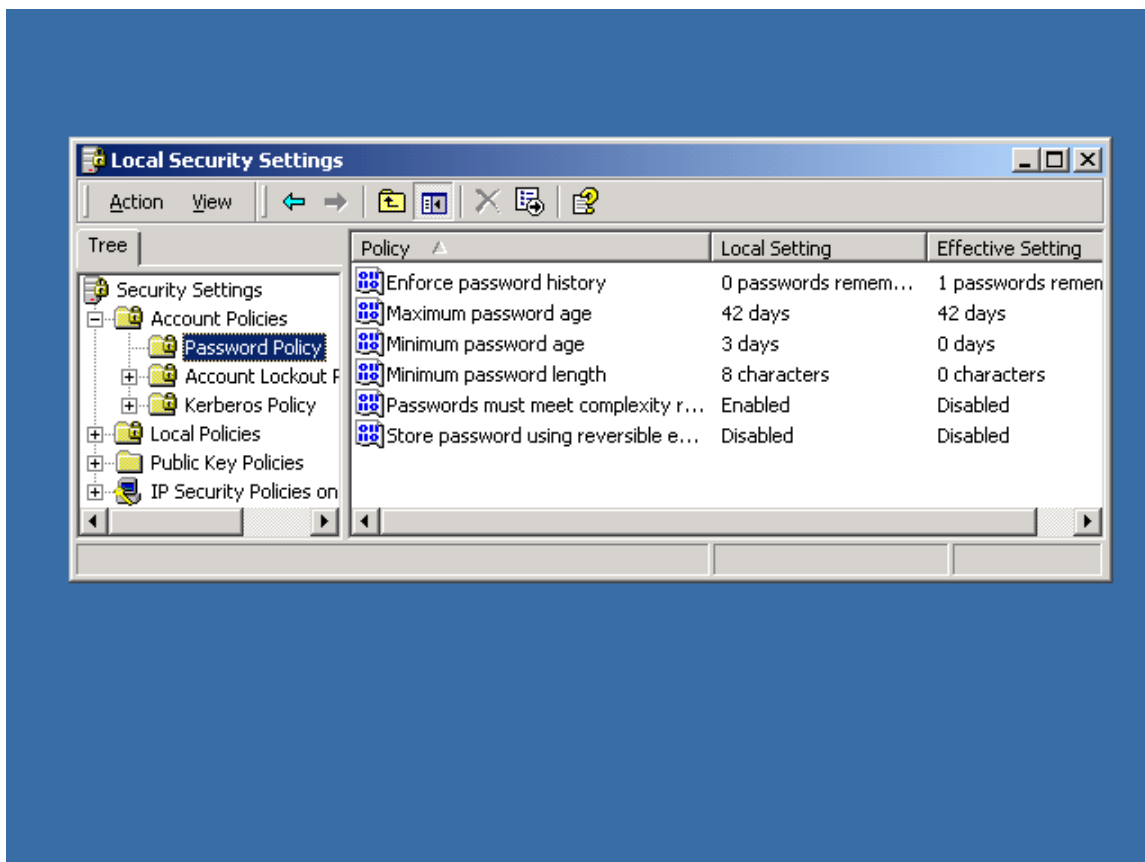 Local Security Settings
Action View
Tree
Security Settings
Account Policies
Password Policy
Account Lockout P
Kerberos Policy
Local Policies
Public Key Policies
IP Security Policies on
Policy Local Setting Effective Setting
Enforce password history 0 passwords remem... 1 passwords remen
Maximum password age 42 days 42 days
Minimum password age 3 days 0 days
Minimum password length 8 characters 0 characters
Passwords must meet complexity r... Enabled Disabled
Store password using reversible e... Disabled Disabled